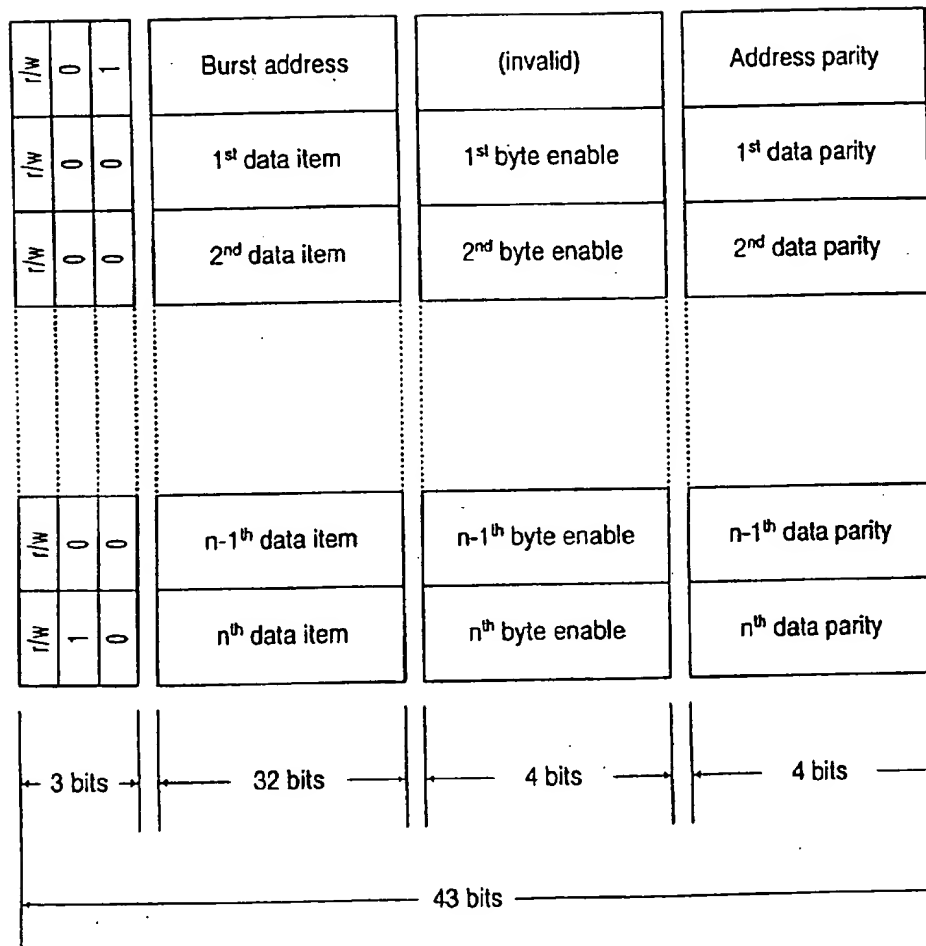 r/w 0 1 Burst address (invalid) Address parity
r/w 0 0 1st data item 1st byte enable 1st data parity
r/w 0 0 2nd data item 2nd byte enable 2nd data parity
r/w 0 0 n-1th data item n-1th byte enable n-1th data parity
r/w 1 0 nth data item nth byte enable nth data parity
3 bits 32 bits 4 bits 4 bits
43 bits